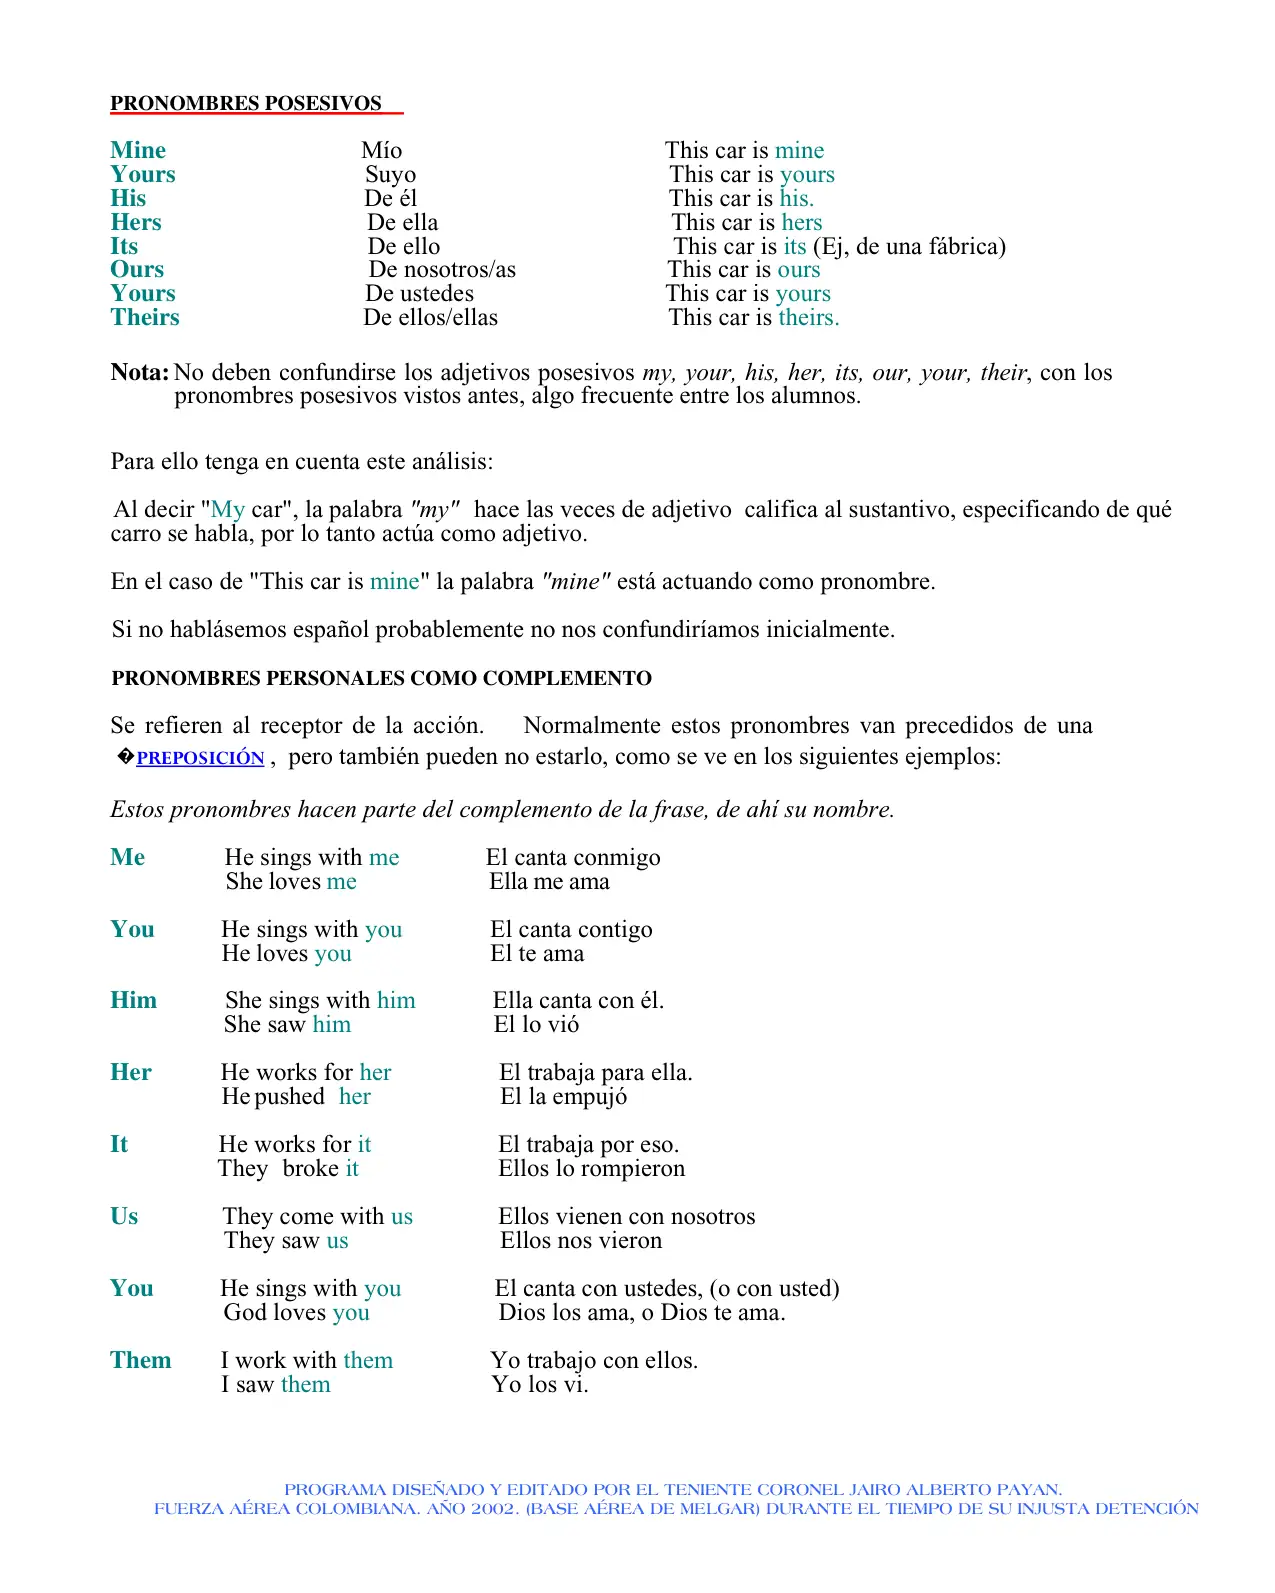 PRONOMBRES POSESIVOS
Mine Mío This car is mine
Yours Suyo This car is yours
His De él This car is his.
Hers De ella This car is hers
Its De ello This car is its (Ej, de una fábrica)
Ours De nosotros/as This car is ours
Yours De ustedes This car is yours
Theirs De ellos/ellas This car is theirs.
Nota: No deben confundirse los adjetivos posesivos my, your, his, her, its, our, your, their, con los
pronombres posesivos vistos antes, algo frecuente entre los alumnos.
Para ello tenga en cuenta este análisis:
Al decir "My car", la palabra "my" hace las veces de adjetivo califica al sustantivo, especificando de qué
carro se habla, por lo tanto actúa como adjetivo.
En el caso de "This car is mine" la palabra "mine" está actuando como pronombre.
Si no hablásemos español probablemente no nos confundiríamos inicialmente.
PRONOMBRES PERSONALES COMO COMPLEMENTO
Se refieren al receptor de la acción. Normalmente estos pronombres van precedidos de una
�PREPOSICIÓN , pero también pueden no estarlo, como se ve en los siguientes ejemplos:
Estos pronombres hacen parte del complemento de la frase, de ahí su nombre.
Me He sings with me El canta conmigo
She loves me Ella me ama
You He sings with you El canta contigo
He loves you El te ama
Him She sings with him Ella canta con él.
She saw him El lo vió
Her He works for her El trabaja para ella.
He pushed her El la empujó
It He works for it El trabaja por eso.
They broke it Ellos lo rompieron
Us They come with us Ellos vienen con nosotros
They saw us Ellos nos vieron
You He sings with you El canta con ustedes, (o con usted)
God loves you Dios los ama, o Dios te ama.
Them I work with them Yo trabajo con ellos.
I saw them Yo los vi.
PROGRAMA DISEÑADO Y EDITADO POR EL TENIENTE CORONEL JAIRO ALBERTO PAYAN.
FUERZA AÉREA COLOMBIANA. AÑO 2002. (BASE AÉREA DE MELGAR) DURANTE EL TIEMPO DE SU INJUSTA DETENCIÓN